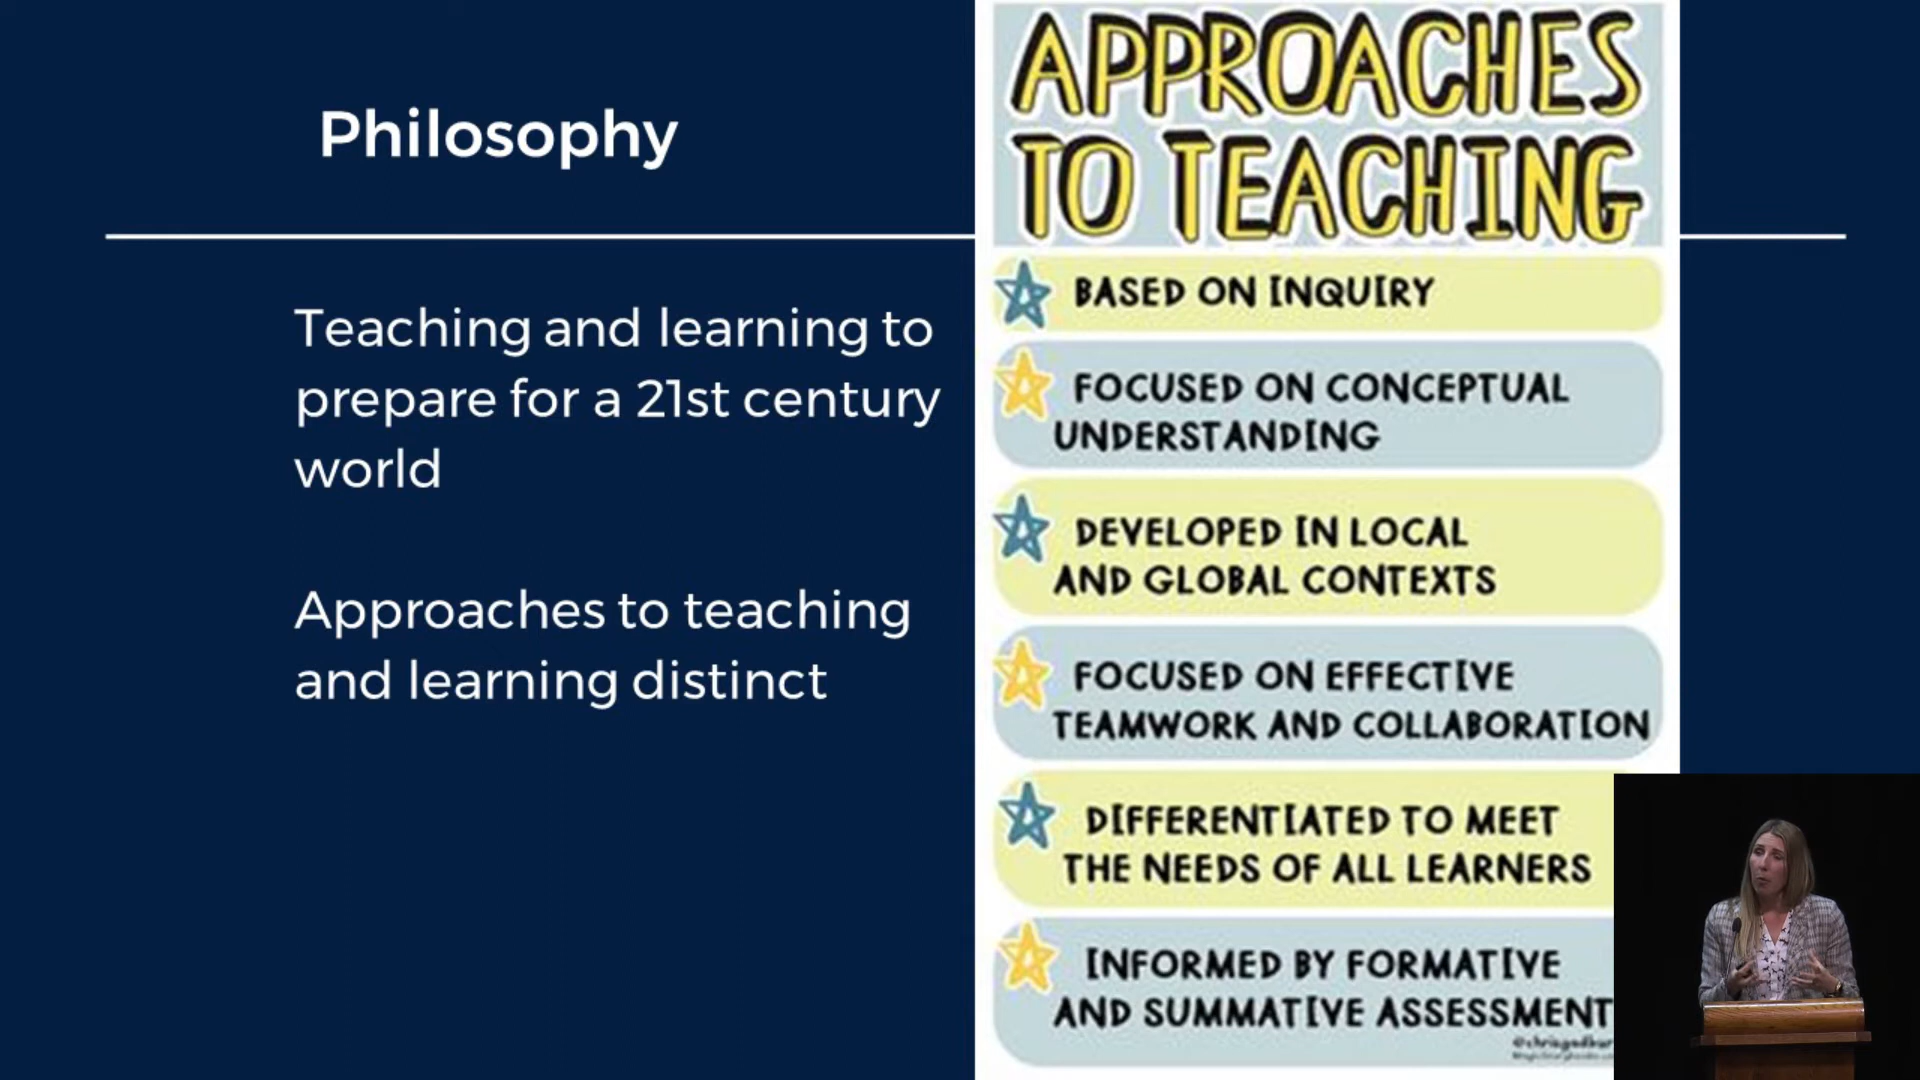 Philosophy
Teaching and learning to
prepare for a 21st century
world
Approaches to teaching
and learning distinct
APPROACHES
TO TEACHING
BASED ON INQUIRY
FOCUSED ON CONCEPTUAL
UNDERSTANDING
DEVELOPED IN LOCAL
AND GLOBAL CONTEXTS
FOCUSED ON EFFECTIVE
TEAMWORK AND COLLABORATION
DIFFERENTIATED TO MEET
THE NEEDS OF ALL LEARNERS
INFORMED BY FORMATIVE
AND SUMMATIVE ASSESSMENT